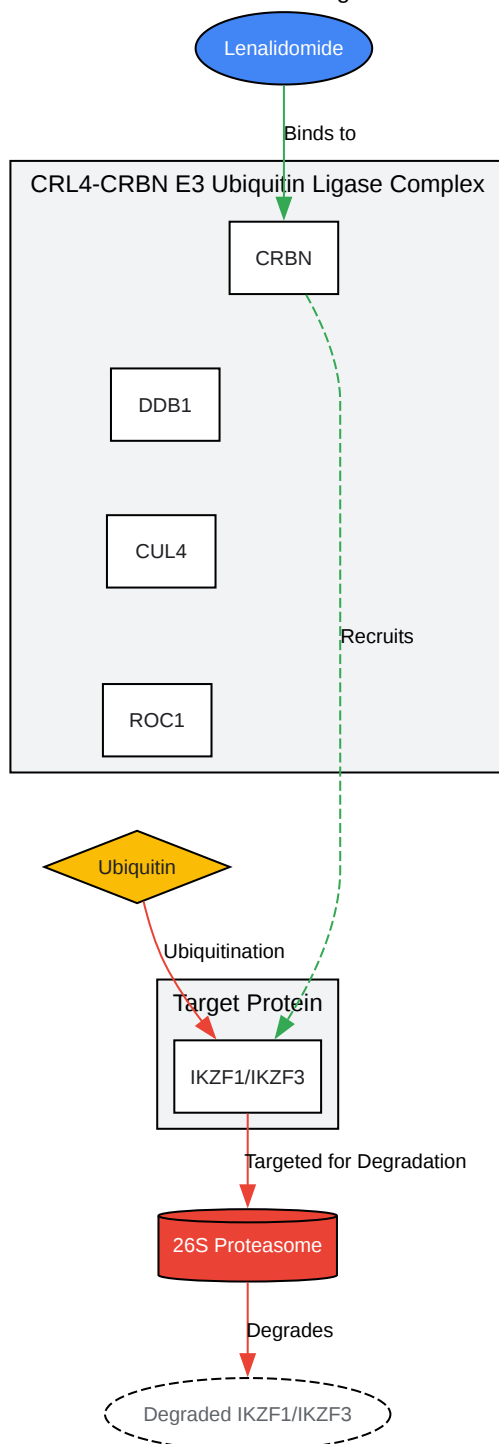 Lenalidomide
Binds to
CRL4-CRBN E3 Ubiquitin Ligase Complex
CRBN
DDB1
CUL4
Recruits
ROC1
Ubiquitin
Ubiquitination
Target Protein
IKZF1/IKZF3
Targeted for Degradation
26S Proteasome
Degrades
Degraded IKZF1/IKZF3